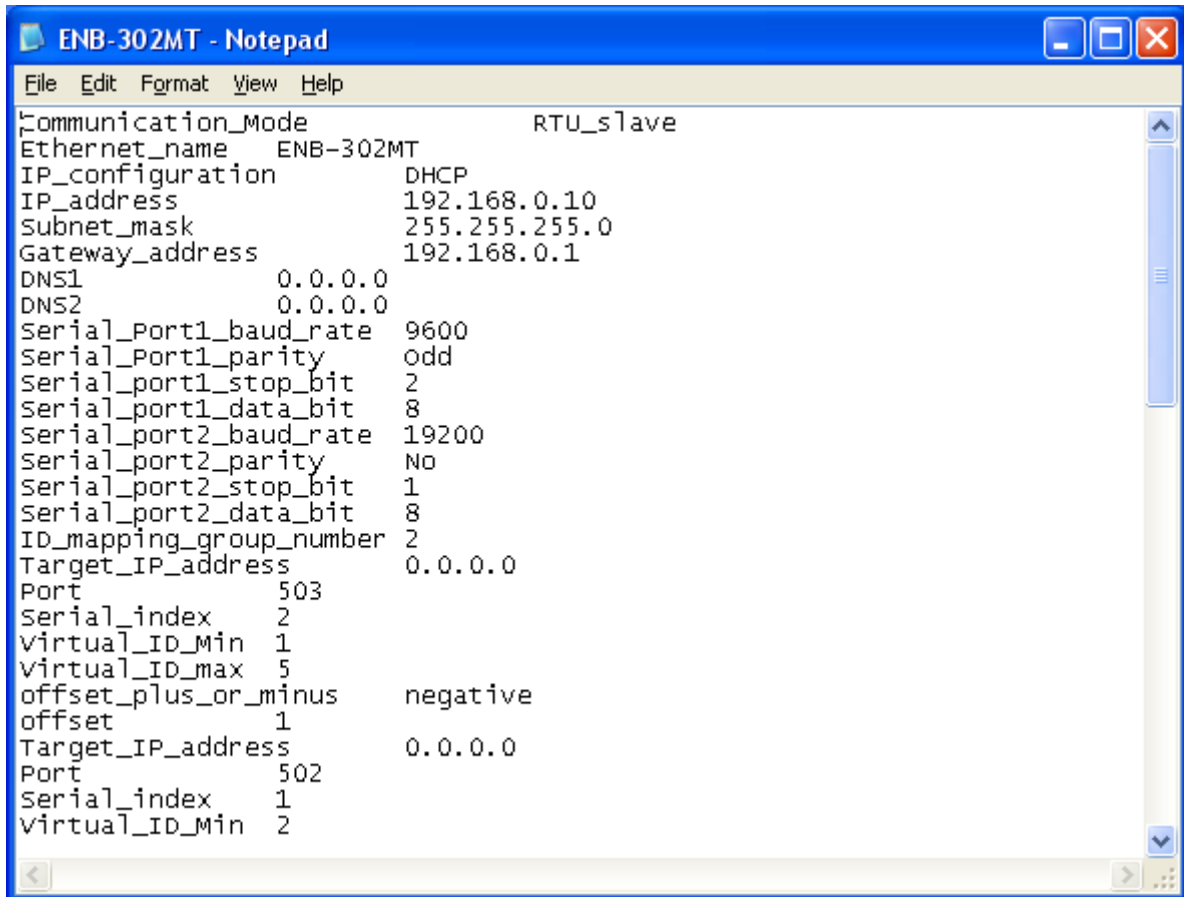 ENB-302MT - Notepad
File Edit Format View Help
Communication_Mode RTU_slave
Ethernet_name ENB-302MT
IP_configuration DHCP
IP_address 192.168.0.10
Subnet_mask 255.255.255.0
Gateway_address 192.168.0.1
DNS1 0.0.0.0
DNS2 0.0.0.0
Serial_Port1_baud_rate 9600
Serial_Port1_parity Odd
Serial_port1_stop_bit 2
Serial_port1_data_bit 8
Serial_port2_baud_rate 19200
Serial_port2_parity No
Serial_port2_stop_bit 1
Serial_port2_data_bit 8
ID_mapping_group_number 2
Target_IP_address 0.0.0.0
Port 503
Serial_index 2
Virtual_ID_Min 1
Virtual_ID_max 5
offset_plus_or_minus negative
offset 1
Target_IP_address 0.0.0.0
Port 502
Serial_index 1
Virtual_ID_Min 2